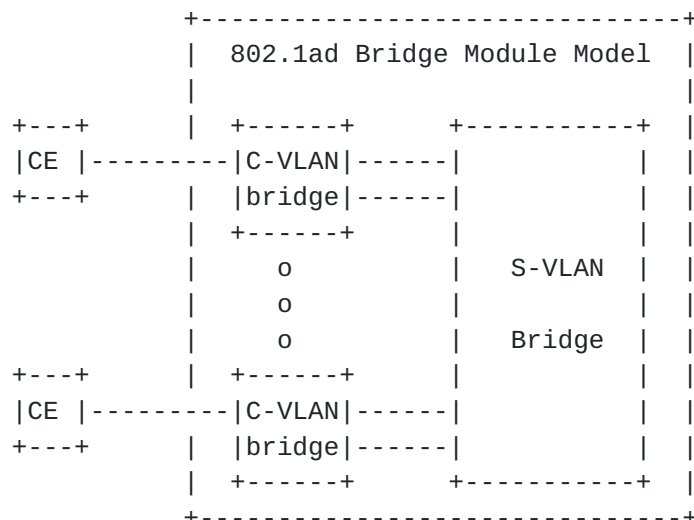 802.1ad Bridge Module Model
CE C-VLAN
bridge
o S-VLAN
o
o Bridge
CE C-VLAN
bridge